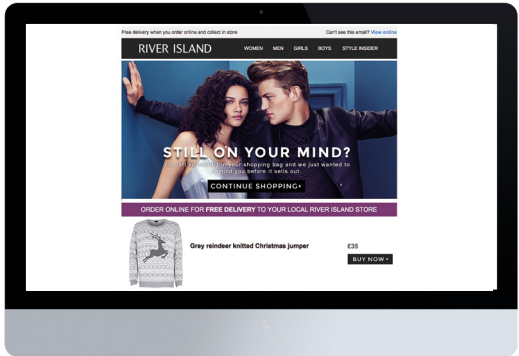 Free delivery when you order online and collect in store
Can't see this email? View online
RIVER ISLAND
WOMEN MEN GIRLS BOYS STYLE INSIDER
STILL ON YOUR MIND?
in your shopping bag and we just wanted to
you before it sells out.
CONTINUE SHOPPING
ORDER ONLINE FOR FREE DELIVERY TO YOUR LOCAL RIVER ISLAND STORE
Grey reindeer knitted Christmas jumper
£35
BUY NOW